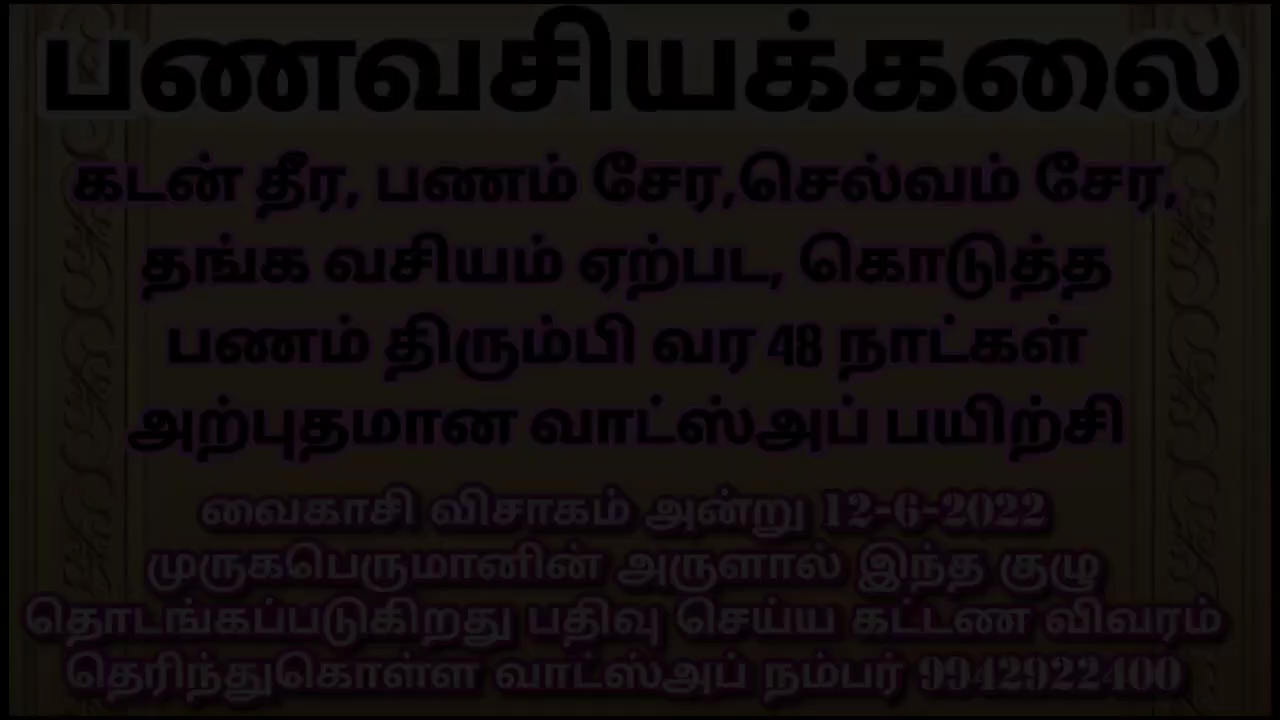 பணவசியக்கலை
கடன் தீர, பணம் சேர,செல்வம் சேர,
தங்க வசியம் ஏற்பட, கொடுத்த
பணம் திரும்பி வர 48 நாட்கள்
அற்புதமான வாட்ஸ்அப் பயிற்சி
வைகாசி விசாகம் அன்று 12-6-2022
முருகபெருமானின் அருளால் இந்த குழு
தொடங்கப்படுகிறது பதிவு செய்ய கட்டண விவரம்
தெரிந்துகொள்ள வாட்ஸ்அப் நம்பர் 9942922400